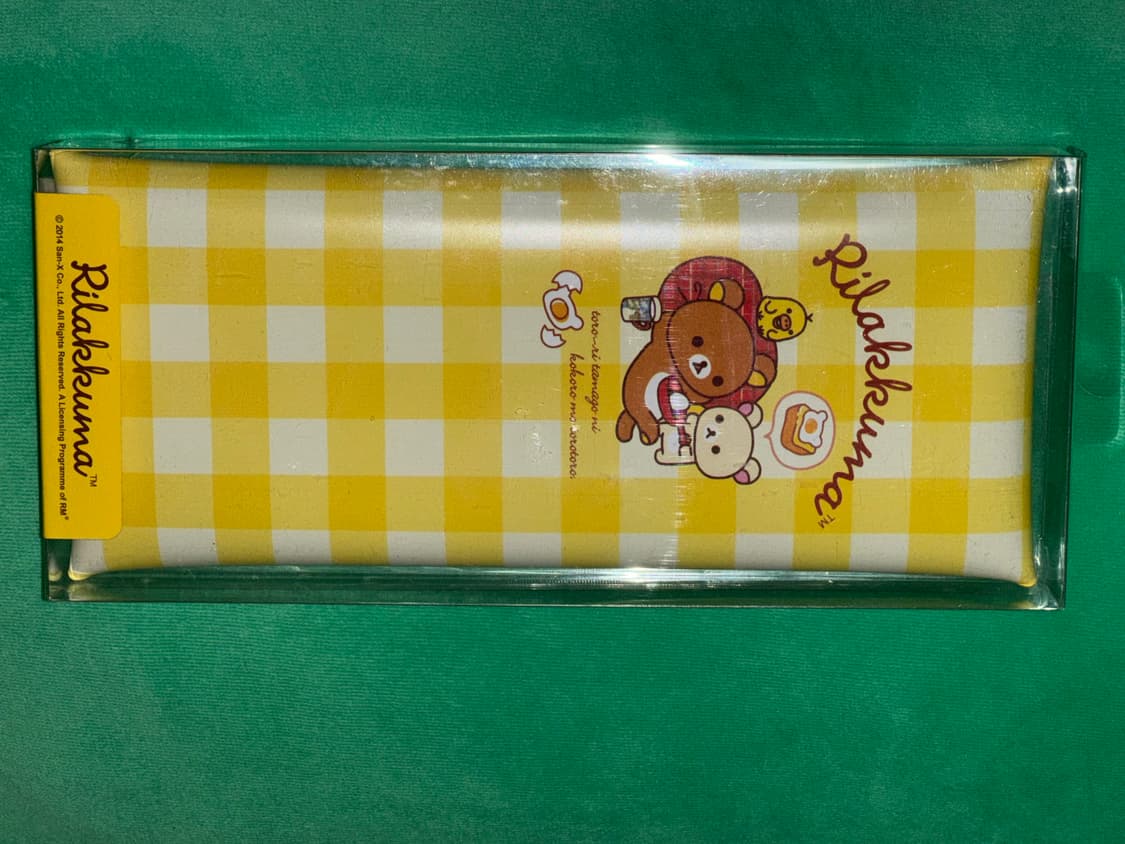 Rilakkuma™
toro~ri tamago ni
kokoro mo torotoro.
Rilakkuma™
© 2014 San-X Co., Ltd. All Rights Reserved. A Licensing Programme of RM®